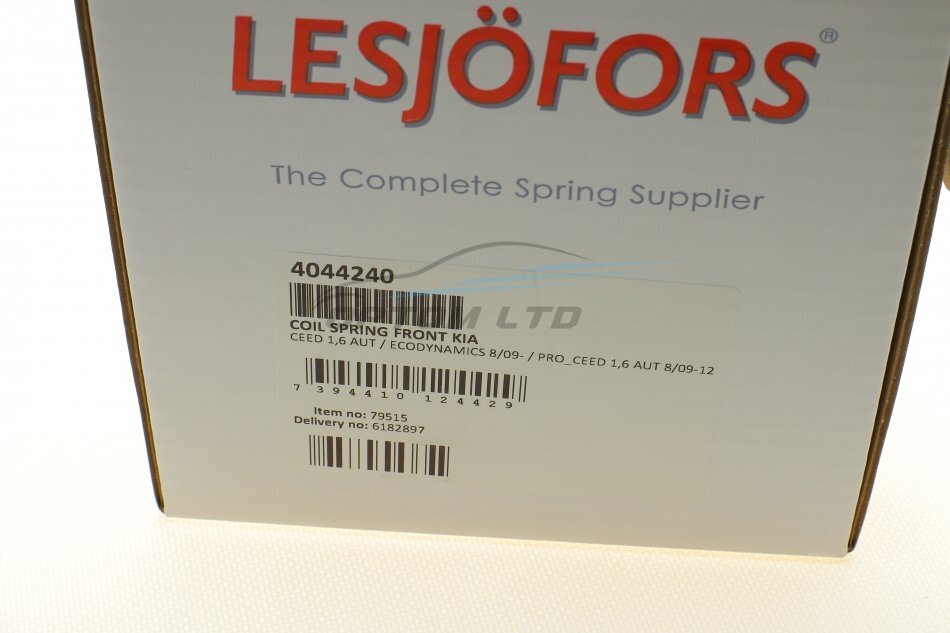 LESJÖFORS®
The Complete Spring Supplier
4044240
COIL SPRING FRONT KIA
CEED 1,6 AUT / ECODYNAMICS 8/09- / PRO_CEED 1,6 AUT 8/09-12
7 394410 124429
Item no: 79515
Delivery no: 6182897